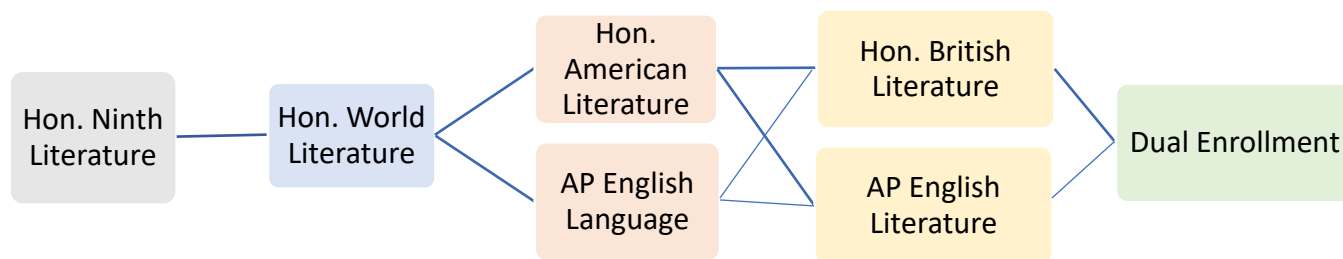 Hon. Ninth
Literature
Hon. World
Literature
Hon.
American
Literature
AP English
Language
Hon. British
Literature
AP English
Literature
Dual Enrollment